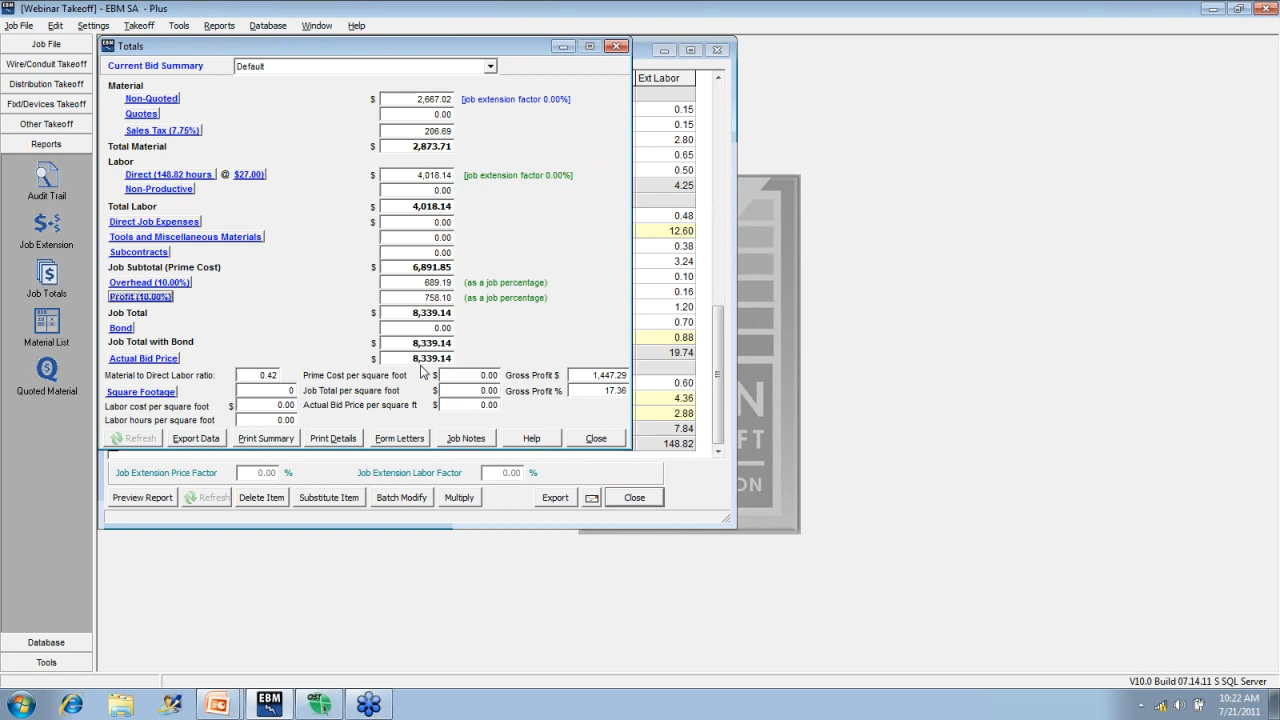 [Webinar Takeoff] - EBM SA - Plus
Job File Edit Settings Takeoff Tools Reports Database Window Help
Job File
Wire/Conduit Takeoff
Distribution Takeoff
Fixt/Devices Takeoff
Other Takeoff
Reports
Audit Trail
Job Extension
Job Totals
Material List
Quoted Material
Database
Tools
Totals
Current Bid Summary Default
Material
Non-Quoted $ 2,667.02 [job extension factor 0.00%]
Quotes 0.00
Sales Tax (7.75%) 206.69
Total Material $ 2,873.71
Labor
Direct (148.82 hours @ $27.00) $ 4,018.14 [job extension factor 0.00%]
Non-Productive 0.00
Total Labor $ 4,018.14
Direct Job Expenses $ 0.00
Tools and Miscellaneous Materials $ 0.00
Subcontracts $ 0.00
Job Subtotal (Prime Cost) $ 6,891.85
Overhead (10.00%) $ 689.19 (as a job percentage)
Profit (10.00%) $ 758.10 (as a job percentage)
Job Total $ 8,339.14
Bond $ 0.00
Job Total with Bond $ 8,339.14
Actual Bid Price $ 8,339.14
Material to Direct Labor ratio: 0.42 Prime Cost per square foot $ 0.00 Gross Profit $ 1,447.29
Square Footage 0 Job Total per square foot $ 0.00 Gross Profit % 17.36
Labor cost per square foot $ 0.00 Actual Bid Price per square ft $ 0.00
Labor hours per square foot 0.00
Refresh Export Data Print Summary Print Details Form Letters Job Notes Help Close
Ext Labor
0.15
0.15
2.80
0.65
0.50
4.25
0.48
12.60
0.38
3.24
0.10
0.16
1.20
0.70
0.88
19.74
0.60
4.36
2.88
7.84
148.82
Job Extension Price Factor 0.00 % Job Extension Labor Factor 0.00 %
Preview Report Refresh Delete Item Substitute Item Batch Modify Multiply Export Close
V10.0 Build 07.14.11 S SQL Server
EBM
OST
10:22 AM
7/21/2011